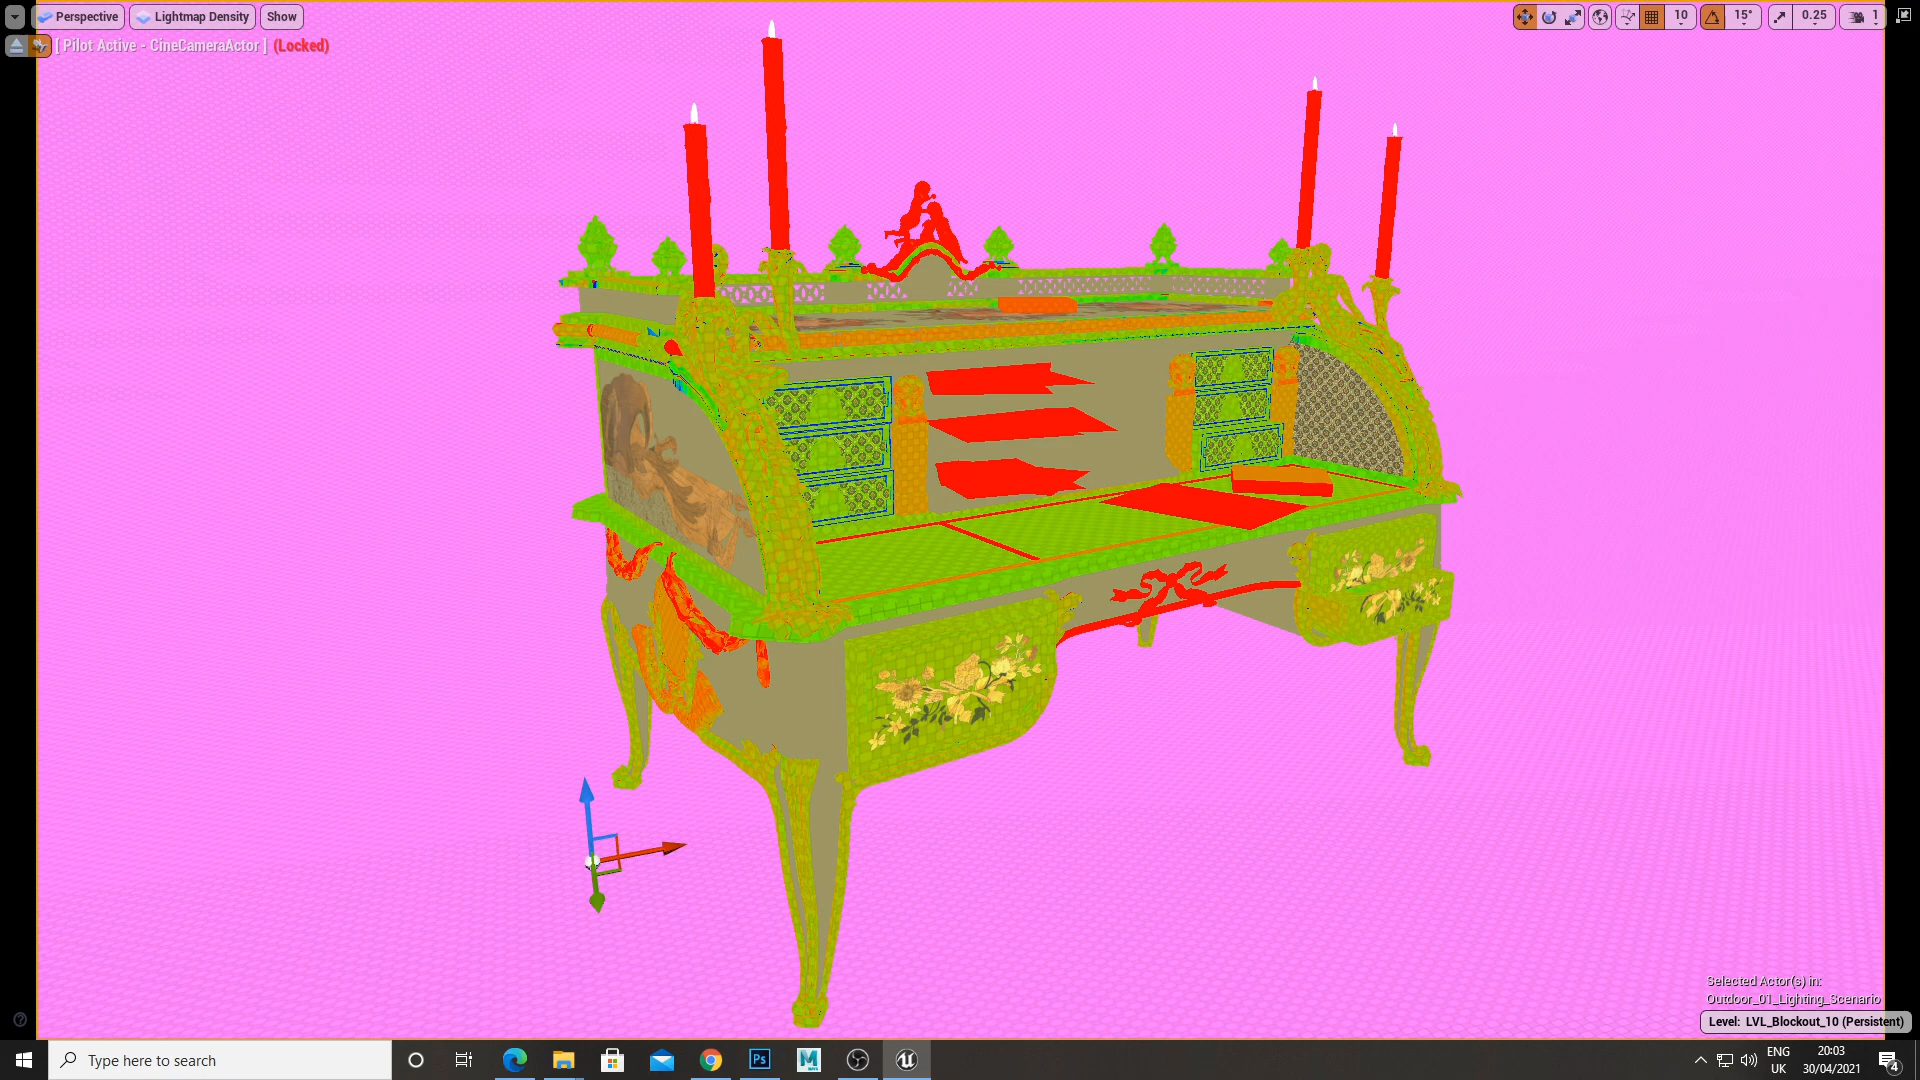 Perspective
Lightmap Density
Show
10
15°
0.25
1
[ Pilot Active - CineCameraActor ] (Locked)
Selected Actor(s) in:
Outdoor_01_Lighting_Scenario
Level: LVL_Blockout_10 (Persistent)
Type here to search
Ps
M
ENG
UK
20:03
30/04/2021
4